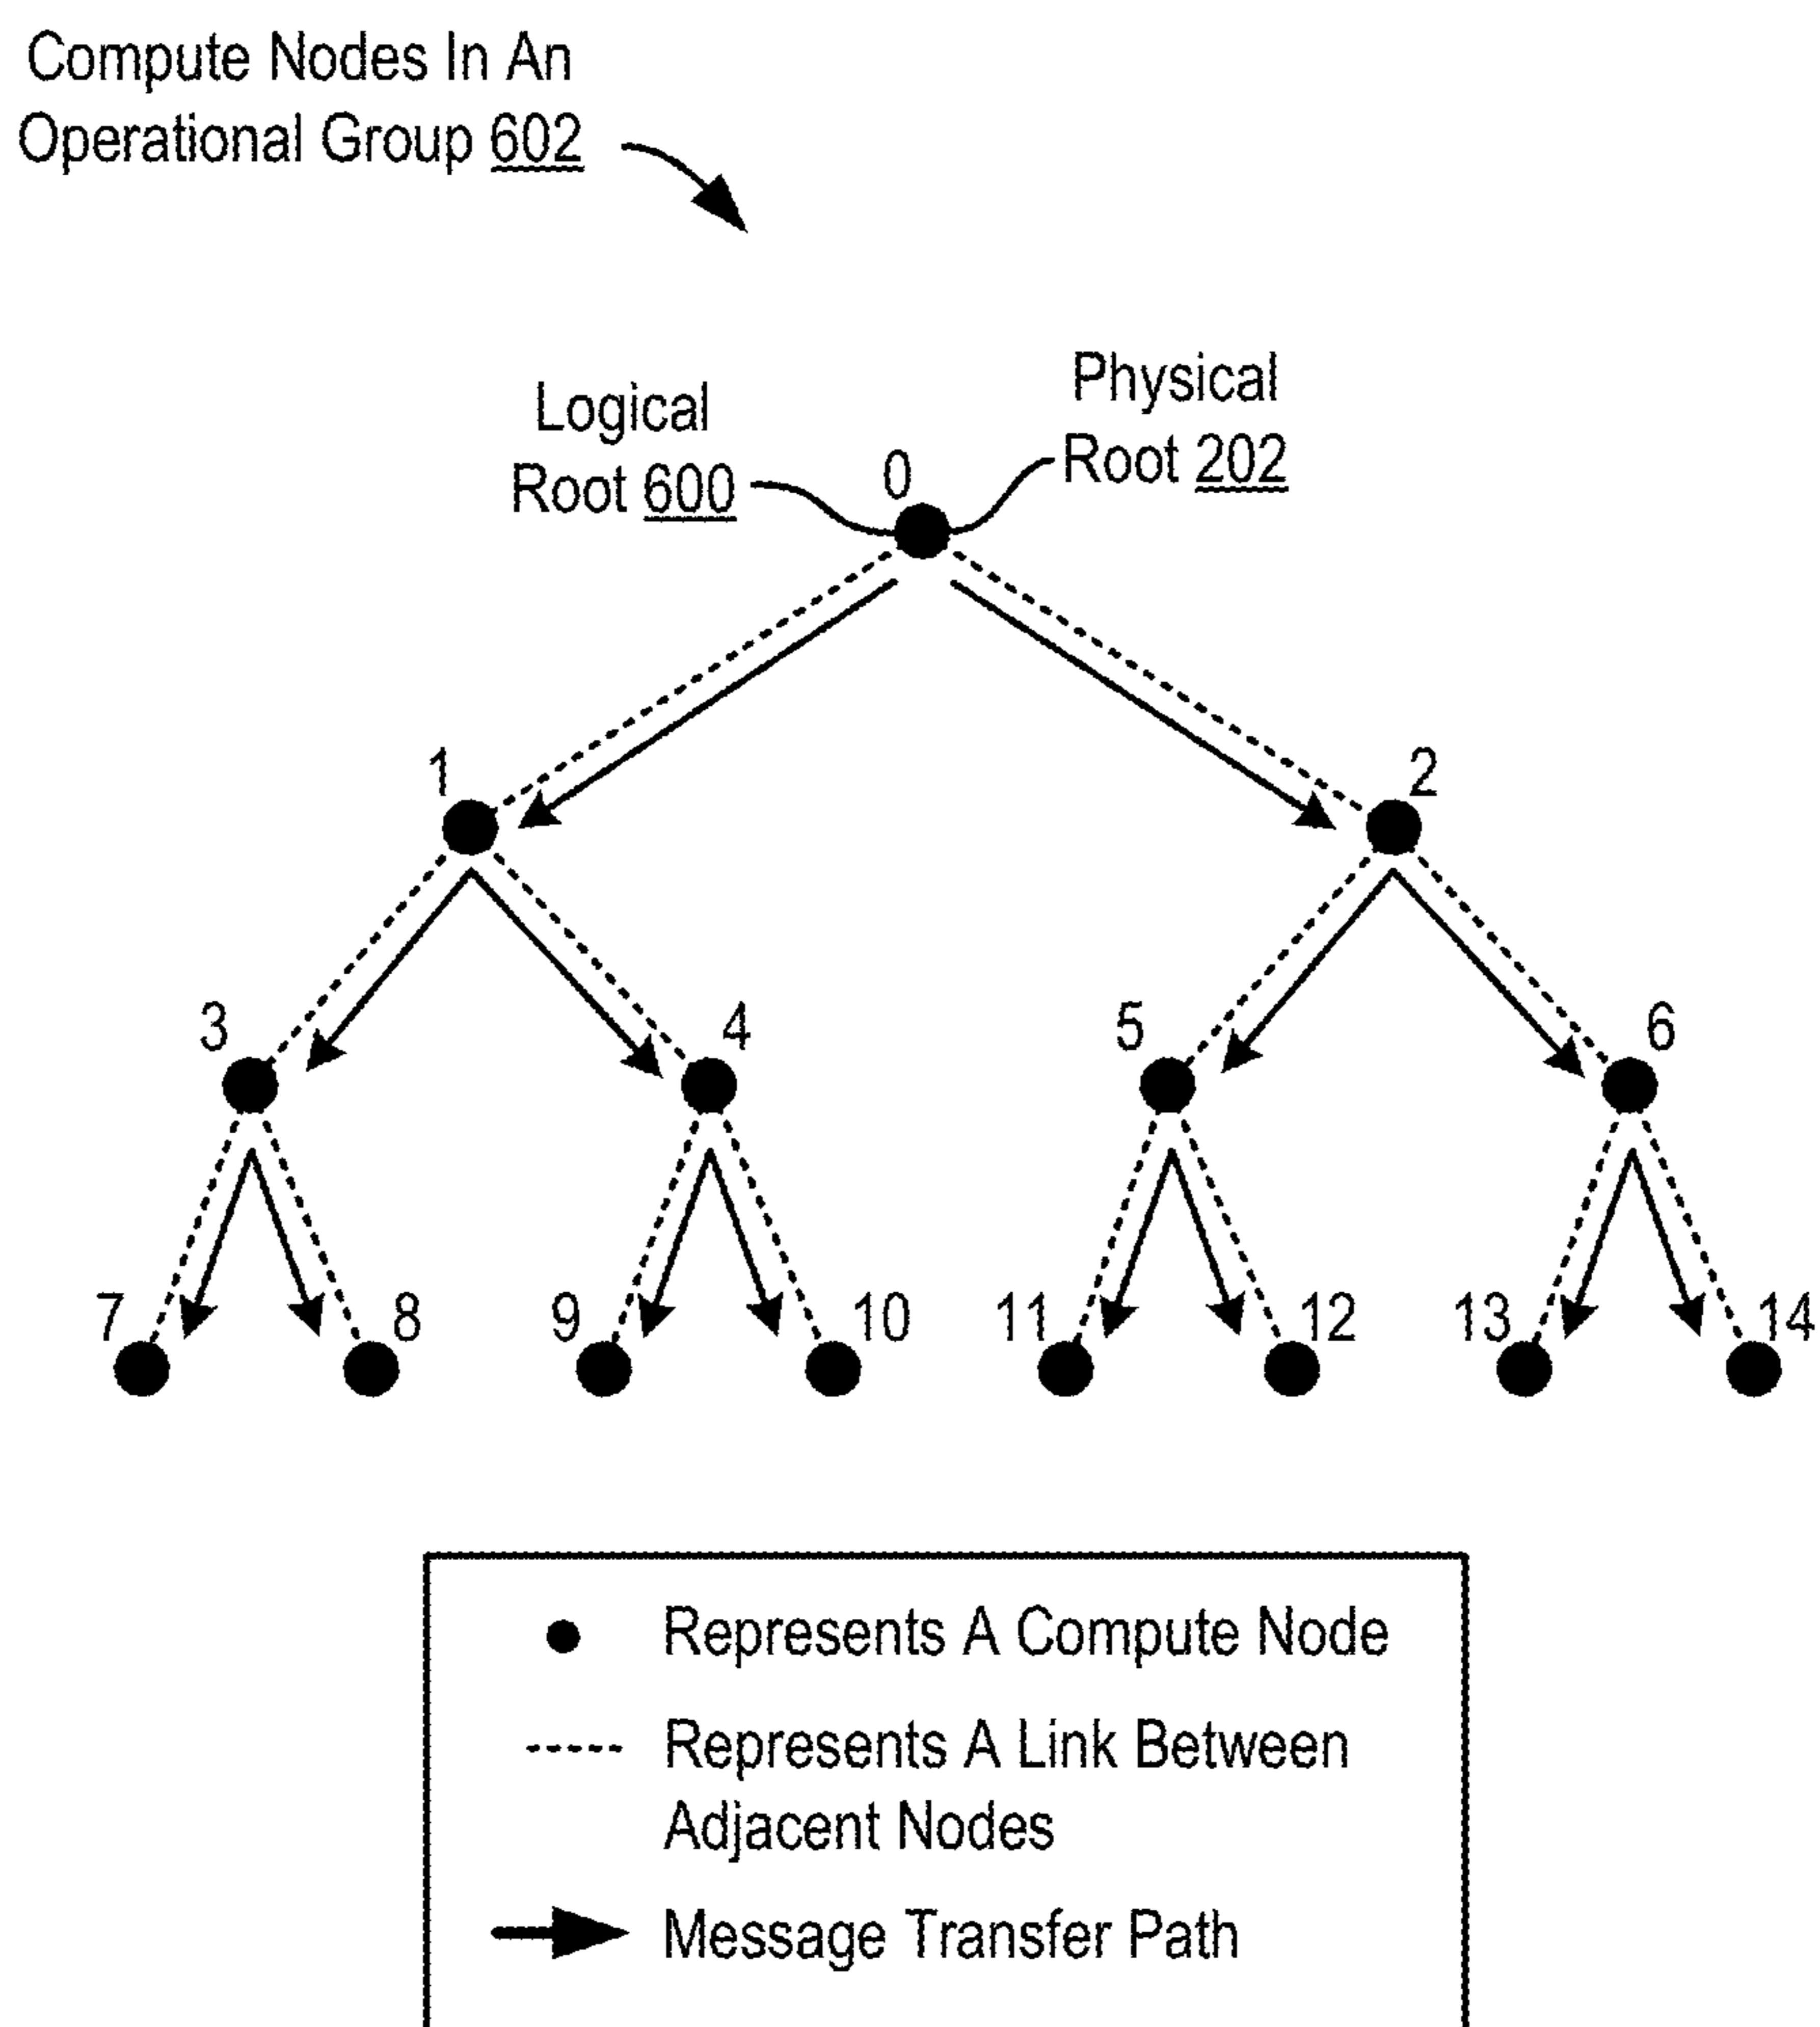 Compute Nodes In An
Operational Group 602
Logical
Root 600
Physical
Root 202
0
1
2
3
4
5
6
7
8
9
10
11
12
13
14
Represents A Compute Node
Represents A Link Between
Adjacent Nodes
Message Transfer Path